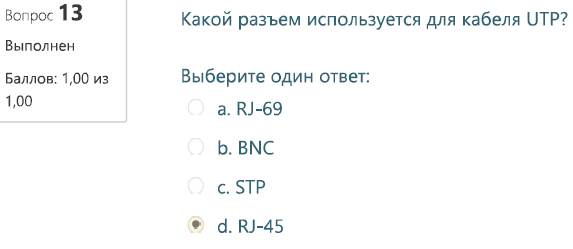 Вопрос 13
Выполнен
Баллов: 1,00 из
1,00
Какой разъем используется для кабеля UTP?
Выберите один ответ:
a. RJ-69
b. BNC
c. STP
d. RJ-45